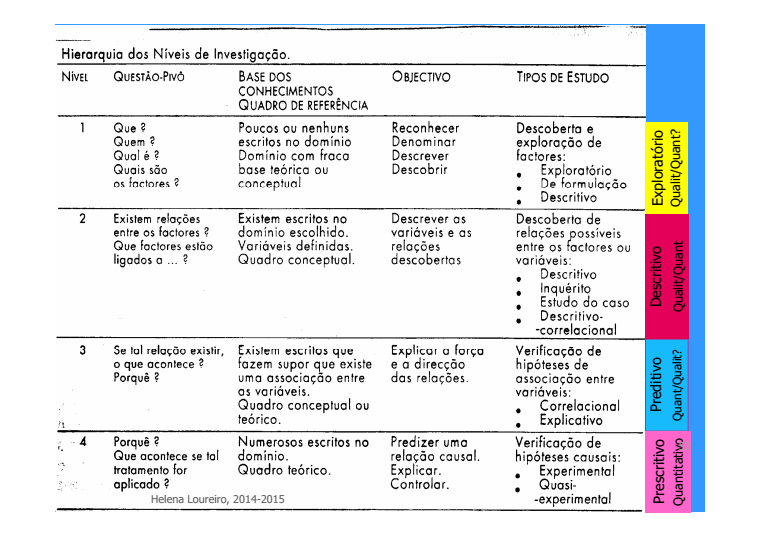 Hierarquia dos Níveis de Investigação.
NÍVEL QUESTÃO-PIVÔ BASE DOS CONHECIMENTOS QUADRO DE REFERÊNCIA OBJECTIVO TIPOS DE ESTUDO
1
Que ?
Quem ?
Qual é ?
Quais são
os factores ?
Poucos ou nenhuns
escritos no domínio
Domínio com fraca
base teórica ou
conceptual
Reconhecer
Denominar
Descrever
Descobrir
Descoberta e
exploração de
factores:
• Exploratório
• De formulação
• Descritivo
Exploratório
Qualit/Quant?
2
Existem relações
entre os factores ?
Que factores estão
ligados a ... ?
Existem escritos no
domínio escolhido.
Variáveis definidas.
Quadro conceptual.
Descrever as
variáveis e as
relações
descobertas
Descoberta de
relações possíveis
entre os factores ou
variáveis:
• Descritivo
• Inquérito
• Estudo do caso
• Descritivo-
-correlacional
Descritivo
Qualit/Quant
3
Se tal relação existir,
o que acontece ?
Porquê ?
Existem escritos que
fazem supor que existe
uma associação entre
as variáveis.
Quadro conceptual ou
teórico.
Explicar a força
e a direcção
das relações.
Verificação de
hipóteses de
associação entre
variáveis:
• Correlacional
• Explicativo
Preditivo
Quant/Qualit?
4
Porquê ?
Que acontece se tal
tratamento for
aplicado ?
Numerosos escritos no
domínio.
Quadro teórico.
Predizer uma
relação causal.
Explicar.
Controlar.
Verificação de
hipóteses causais:
• Experimental
• Quasi-
-experimental
Prescritivo
Quantitativo
Helena Loureiro, 2014-2015